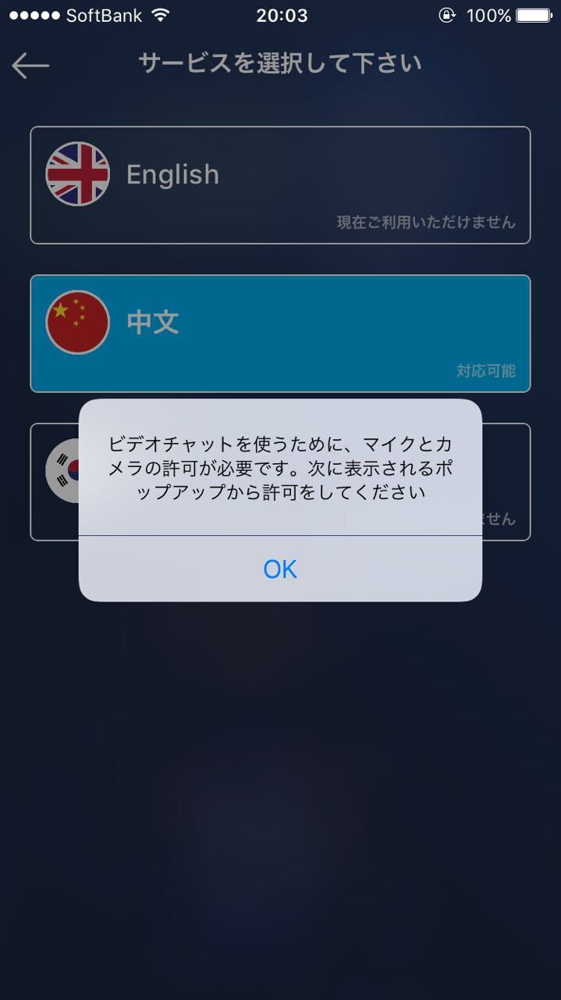 SoftBank 20:03 100%
サービスを選択して下さい
English
現在ご利用いただけません
中文
対応可能
ビデオチャットを使うために、マイクとカ
メラの許可が必要です。次に表示されるポ
ップアップから許可をしてください
せん
OK